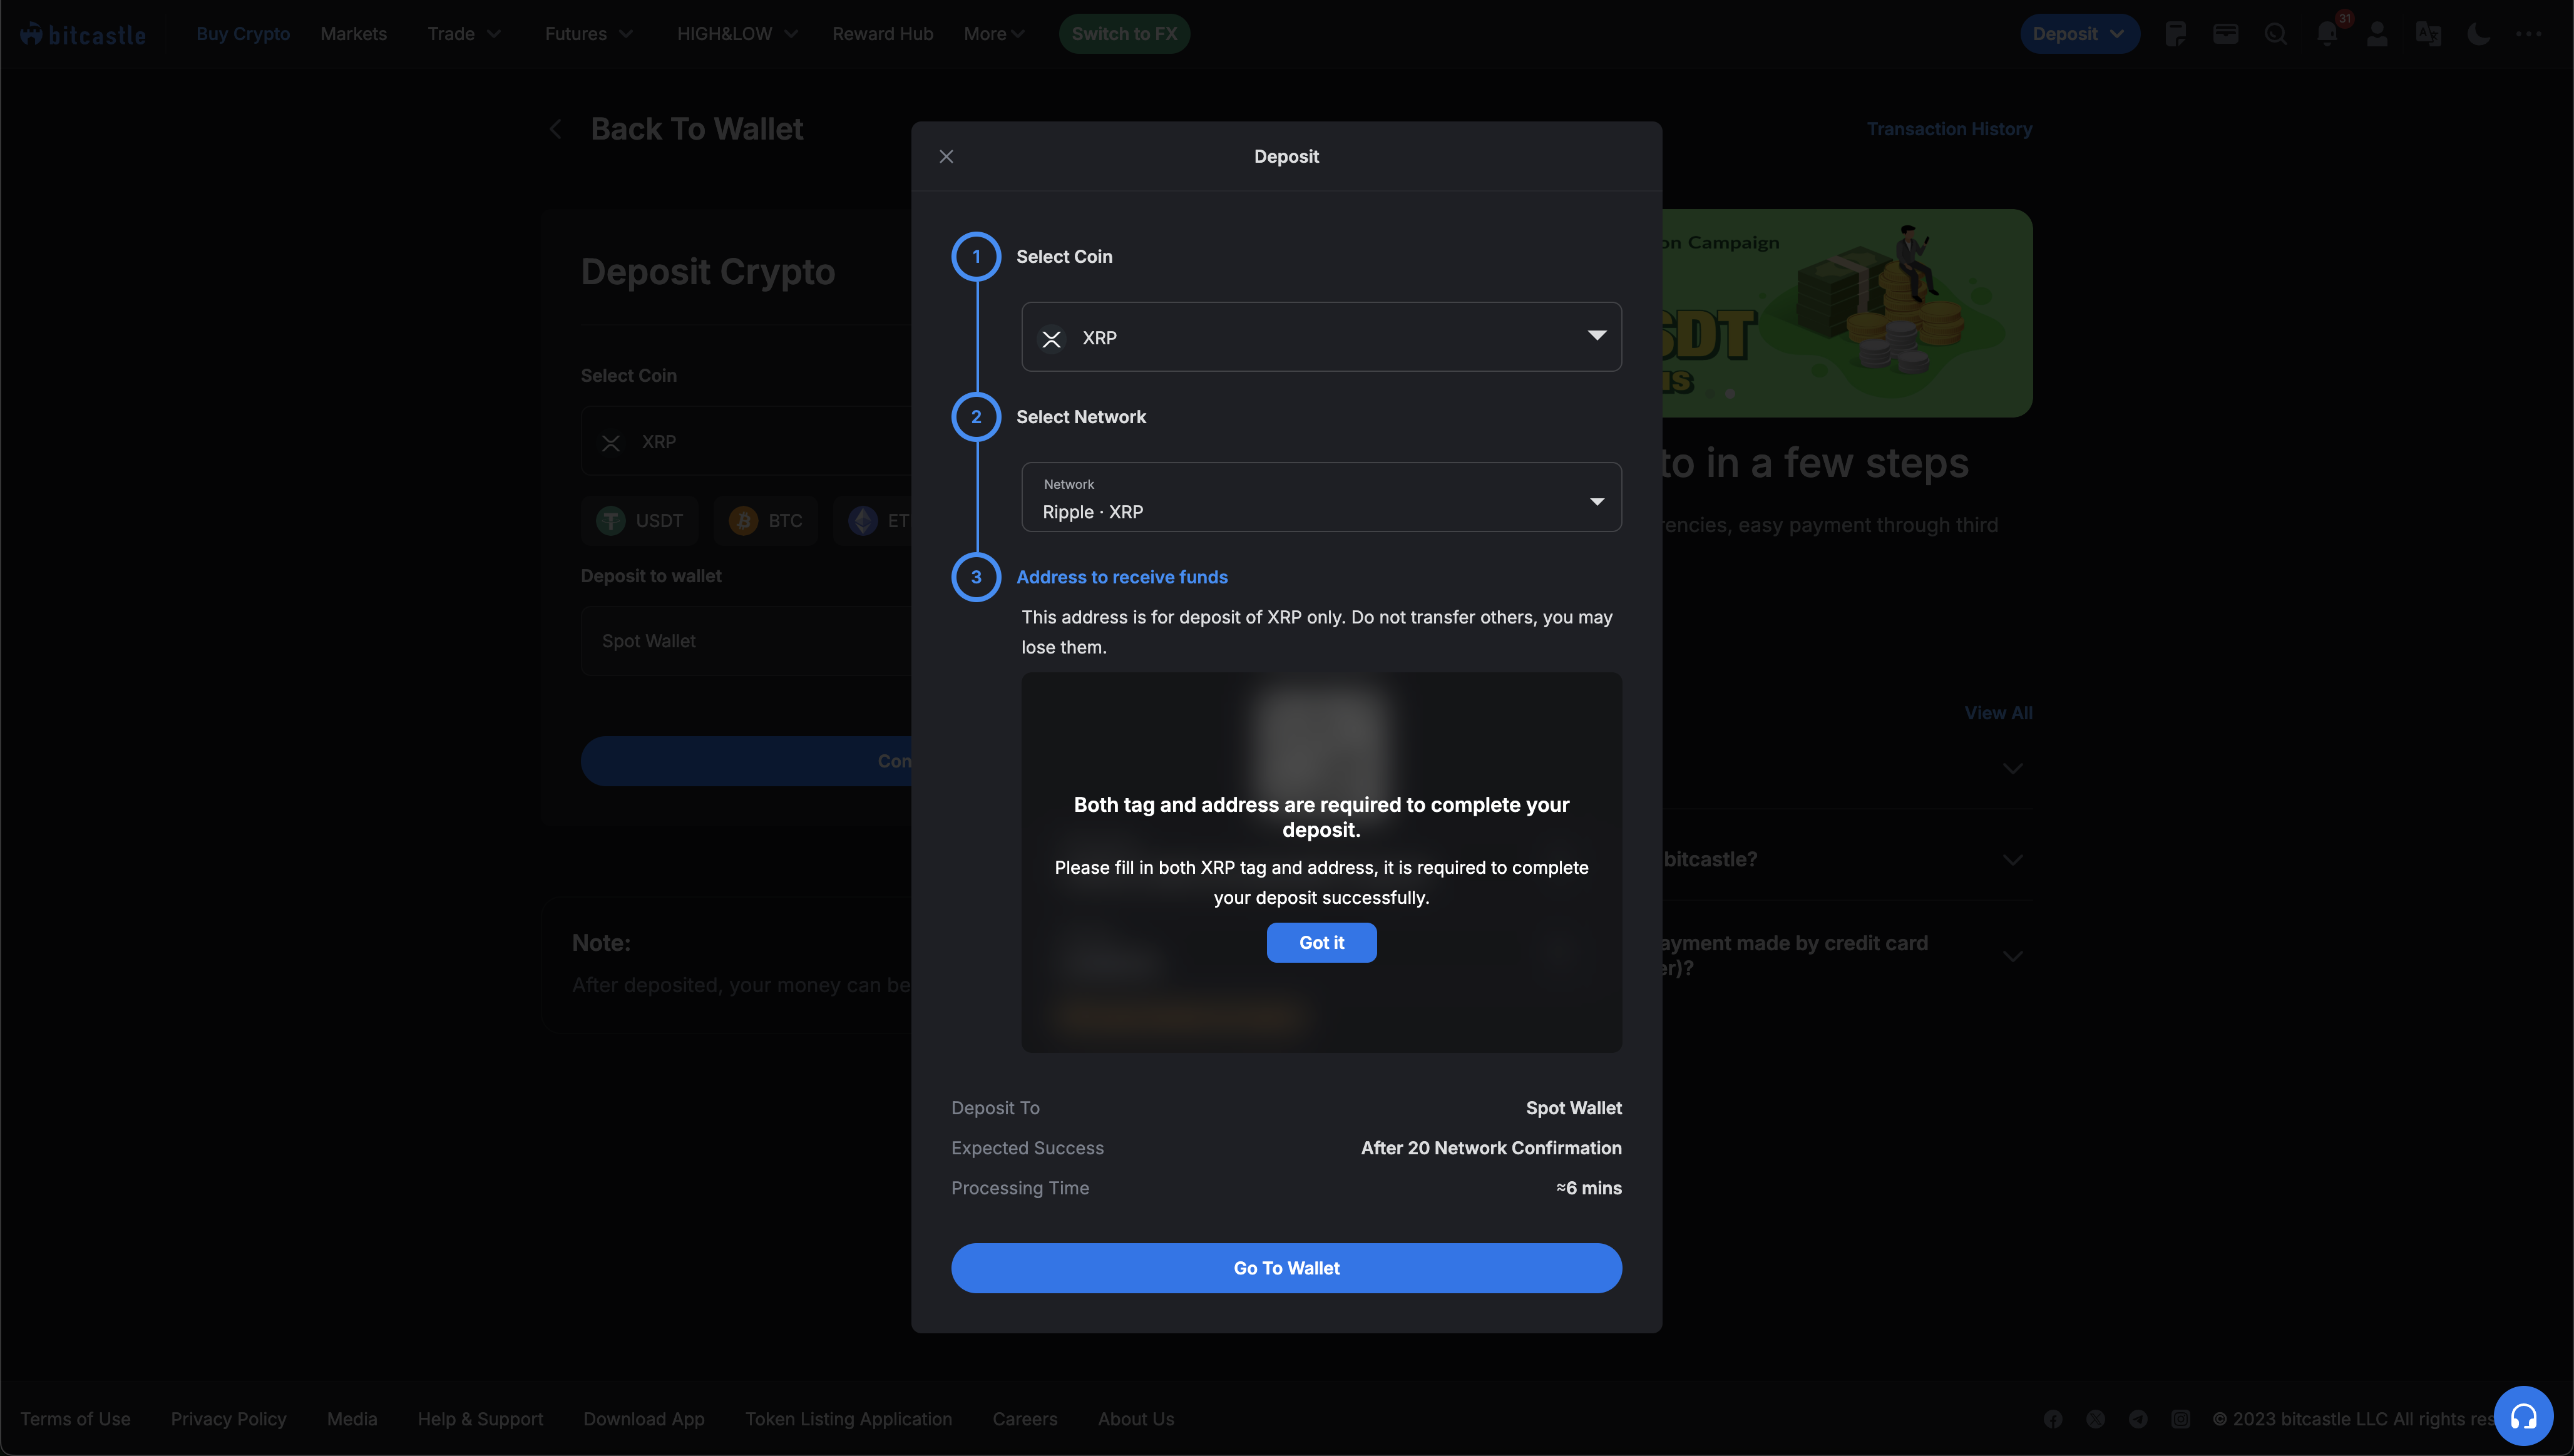 bitcastle
Buy Crypto
Markets
Trade
Futures
HIGH&LOW
Reward Hub
More
Switch to FX
Deposit
31
Back To Wallet
Transaction History
Deposit Crypto
Select Coin
XRP
USDT
BTC
Deposit to wallet
Spot Wallet
Con
Note:
After deposited, your money can be
Deposit
1
Select Coin
XRP
2
Select Network
Network
Ripple · XRP
3
Address to receive funds
This address is for deposit of XRP only. Do not transfer others, you may
lose them.
Both tag and address are required to complete your
deposit.
Please fill in both XRP tag and address, it is required to complete
your deposit successfully.
Got it
Deposit To
Spot Wallet
Expected Success
After 20 Network Confirmation
Processing Time
≈6 mins
Go To Wallet
on Campaign
SDT
us
to in a few steps
rencies, easy payment through third
View All
bitcastle?
ayment made by credit card
er)?
Terms of Use
Privacy Policy
Media
Help & Support
Download App
Token Listing Application
Careers
About Us
© 2023 bitcastle LLC All rights res